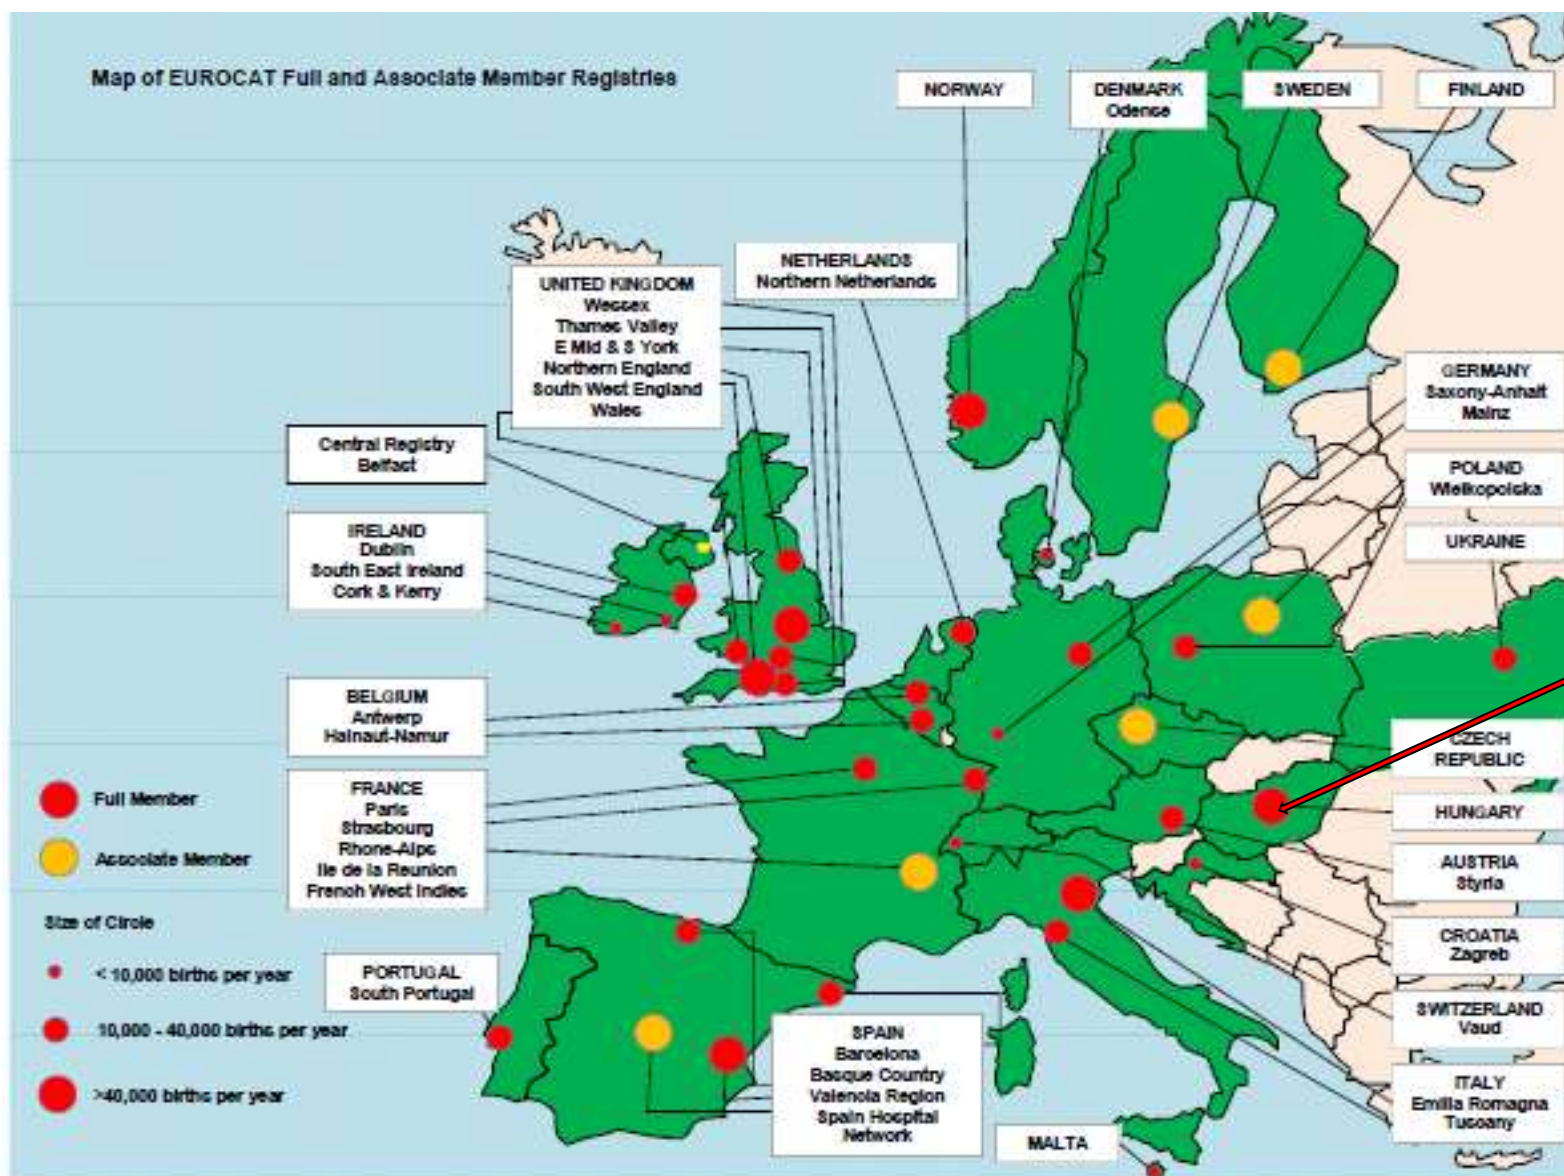 Map of EUROCAT Full and Associate Member Registries
NORWAY
DENMARK
Odense
SWEDEN
FINLAND
NETHERLANDS
Northern Netherlands
UNITED KINGDOM
Wessex
Thames Valley
E Mid & S York
Northern England
South West England
Wales
GERMANY
Saxony-Anhalt
Mainz
Central Registry
Belfast
POLAND
Wielkopolska
IRELAND
Dublin
South East Ireland
Cork & Kerry
UKRAINE
BELGIUM
Antwerp
Hainaut-Namur
CZECH
REPUBLIC
Full Member
Associate Member
FRANCE
Paris
Strasbourg
Rhone-Alps
Ile de la Reunion
French West Indies
HUNGARY
AUSTRIA
Styria
Size of Circle
< 10,000 births per year
10,000 - 40,000 births per year
>40,000 births per year
PORTUGAL
South Portugal
CROATIA
Zagreb
SWITZERLAND
Vaud
SPAIN
Barcelona
Basque Country
Valencia Region
Spain Hospital
Network
ITALY
Emilia Romagna
Tuscany
MALTA